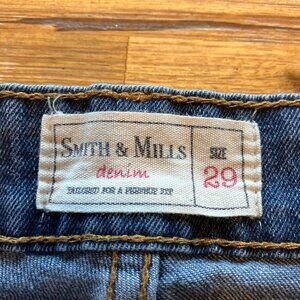 SMITH & MILLS
denim
TAILORED FOR A PERFECT FIT
SIZE
29